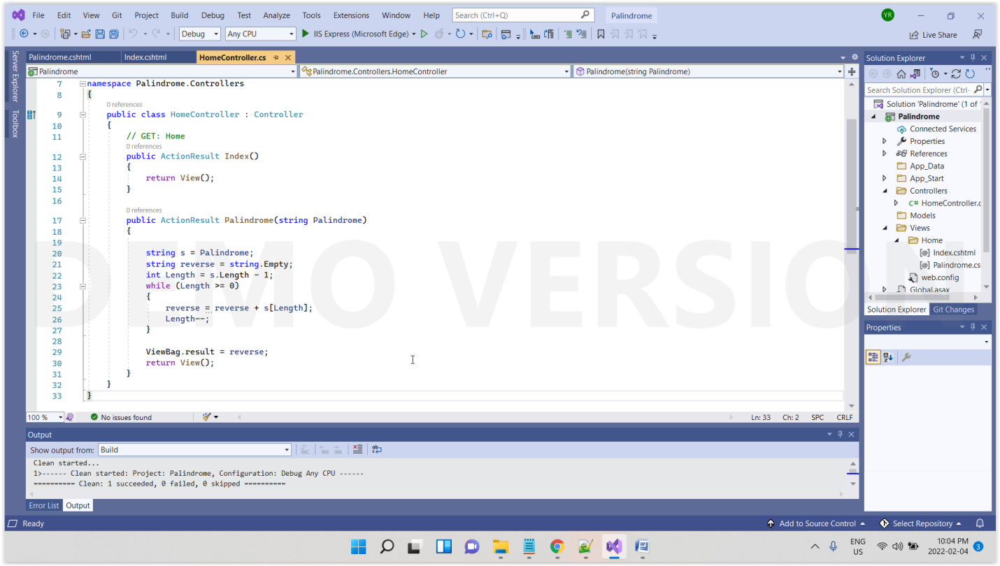 File Edit View Git Project Build Debug Test Analyze Tools Extensions Window Help Search (Ctrl+Q) Palindrome YR
Debug Any CPU IIS Express (Microsoft Edge) Live Share
Server Explorer
Toolbox
Palindrome.cshtml Index.cshtml HomeController.cs
Palindrome Palindrome.Controllers.HomeController Palindrome(string Palindrome)
7 namespace Palindrome.Controllers
8 {
0 references
9 public class HomeController : Controller
10 {
11 // GET: Home
0 references
12 public ActionResult Index()
13 {
14 return View();
15 }
16
0 references
17 public ActionResult Palindrome(string Palindrome)
18 {
19
20 string s = Palindrome;
21 string reverse = string.Empty;
22 int Length = s.Length - 1;
23 while (Length >= 0)
24 {
25 reverse = reverse + s[Length];
26 Length--;
27 }
28
29 ViewBag.result = reverse;
30 return View();
31 }
32 }
33 }
DEMO VERSION
100 % No issues found Ln: 33 Ch: 2 SPC CRLF
Output
Show output from: Build
Clean started...
1>------ Clean started: Project: Palindrome, Configuration: Debug Any CPU ------
========== Clean: 1 succeeded, 0 failed, 0 skipped ==========
Error List Output
Solution Explorer
Search Solution Explorer (Ctrl-
Solution 'Palindrome' (1 of 1
Palindrome
Connected Services
Properties
References
App_Data
App_Start
Controllers
C# HomeController.c
Models
Views
Home
[@] Index.cshtml
[@] Palindrome.cs
web.config
Global.asax
Solution Explorer Git Changes
Properties
Ready Add to Source Control Select Repository
ENG
US
10:04 PM
2022-02-04
3